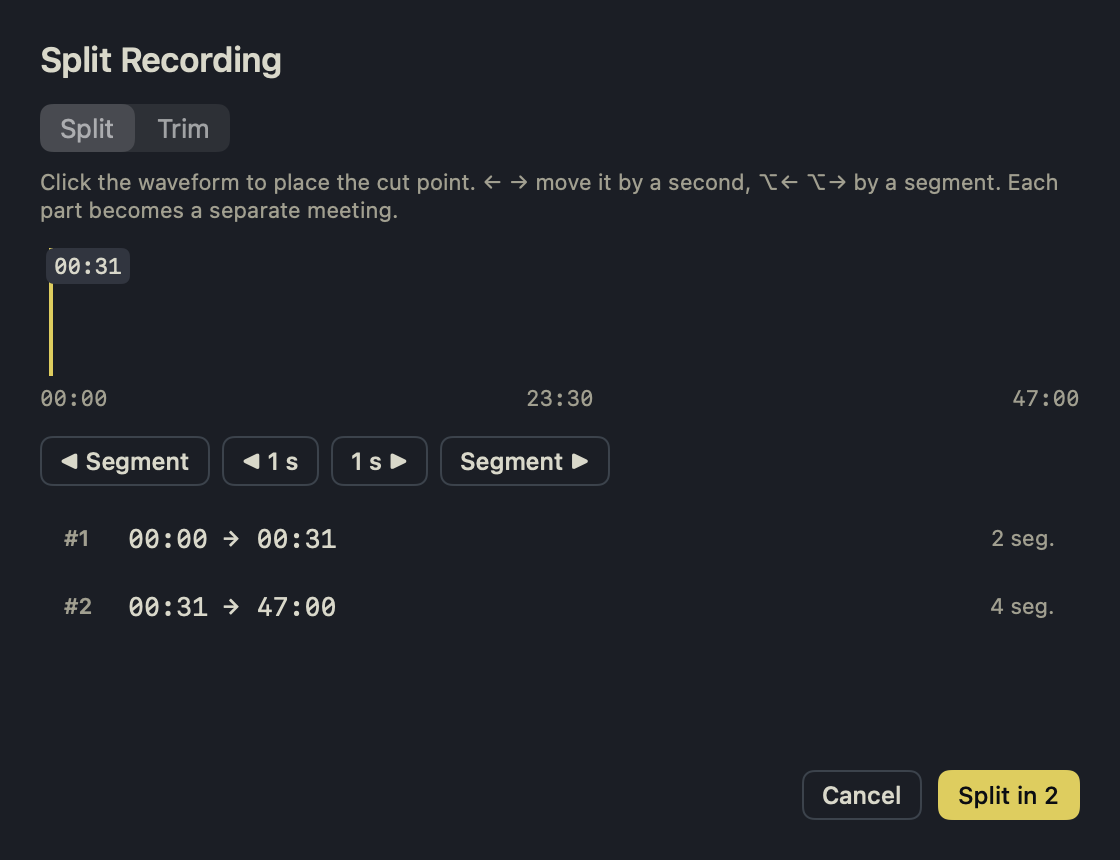 Split Recording
Split Trim
Click the waveform to place the cut point. ← → move it by a second, ⌥← ⌥→ by a segment. Each
part becomes a separate meeting.
00:31
00:00 23:30 47:00
◀ Segment ◀ 1 s 1 s ▶ Segment ▶
#1 00:00 → 00:31 2 seg.
#2 00:31 → 47:00 4 seg.
Cancel Split in 2